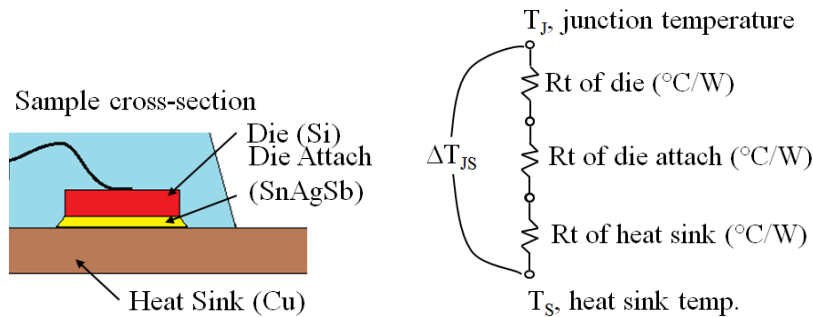 Sample cross-section
Die (Si)
Die Attach
(SnAgSb)
Heat Sink (Cu)
TJ, junction temperature
Rt of die (°C/W)
ΔTJS
Rt of die attach (°C/W)
Rt of heat sink (°C/W)
TS, heat sink temp.